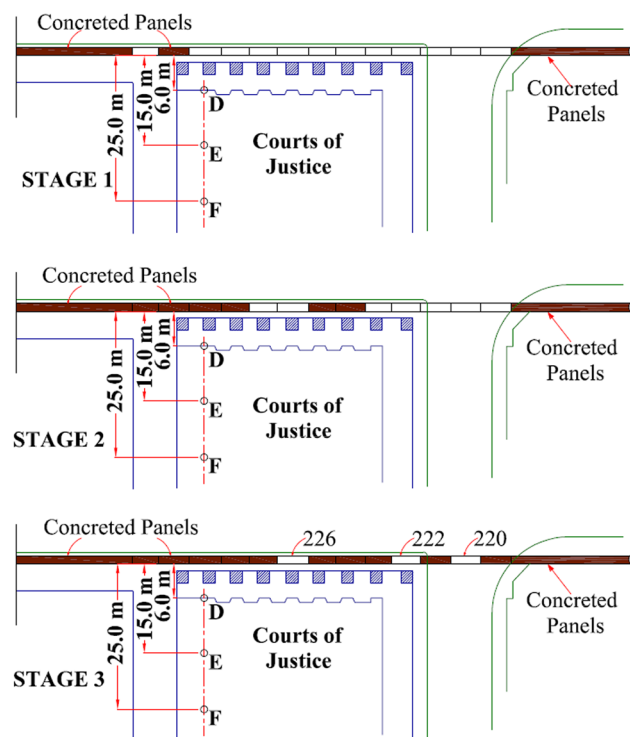 Concreted Panels
25.0 m
15.0 m
6.0 m
D
E
F
Courts of
Justice
Concreted
Panels
STAGE 1
Concreted Panels
25.0 m
15.0 m
6.0 m
D
E
F
Courts of
Justice
Concreted
Panels
STAGE 2
Concreted Panels
226
222
220
25.0 m
15.0 m
6.0 m
D
E
F
Courts of
Justice
Concreted
Panels
STAGE 3